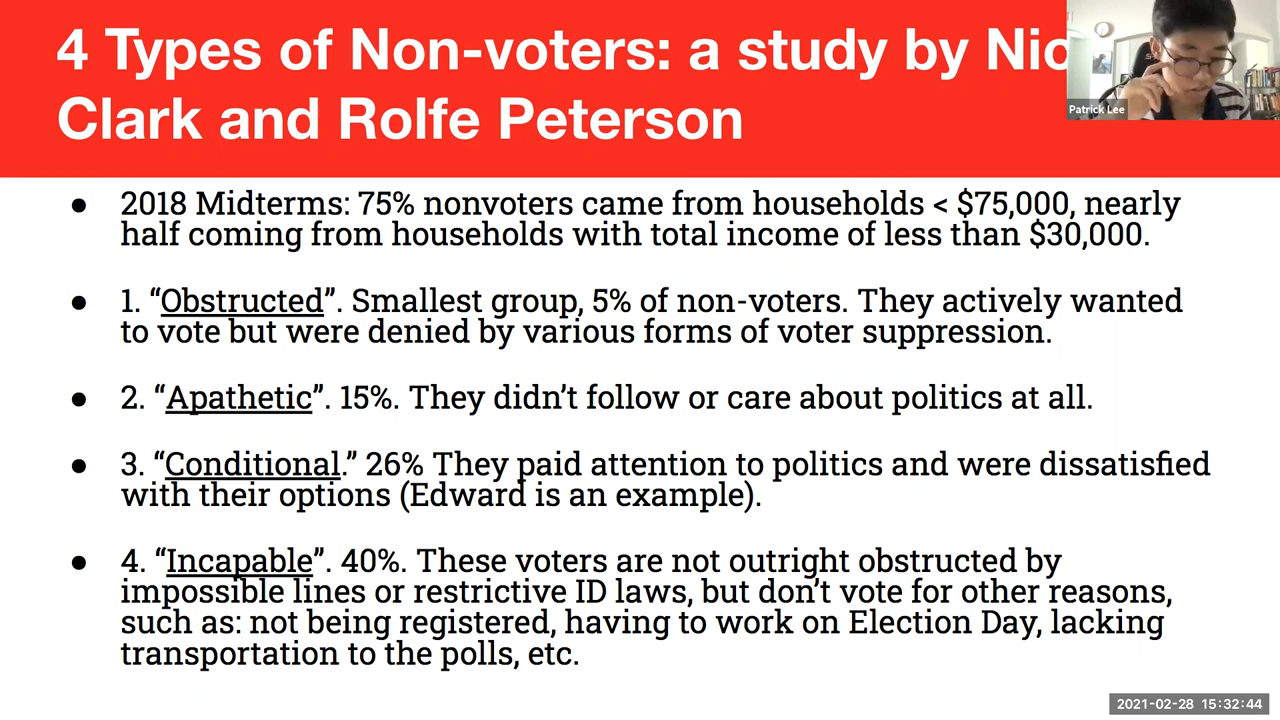 4 Types of Non-voters: a study by
Clark and Rolfe Peterson
Patrick Lee
● 2018 Midterms: 75% nonvoters came from households < $75,000, nearly
half coming from households with total income of less than $30,000.
● 1. “Obstructed”. Smallest group, 5% of non-voters. They actively wanted
to vote but were denied by various forms of voter suppression.
● 2. “Apathetic”. 15%. They didn’t follow or care about politics at all.
● 3. “Conditional.” 26% They paid attention to politics and were dissatisfied
with their options (Edward is an example).
● 4. “Incapable”. 40%. These voters are not outright obstructed by
impossible lines or restrictive ID laws, but don’t vote for other reasons,
such as: not being registered, having to work on Election Day, lacking
transportation to the polls, etc.
2021-02-28 15:32:44